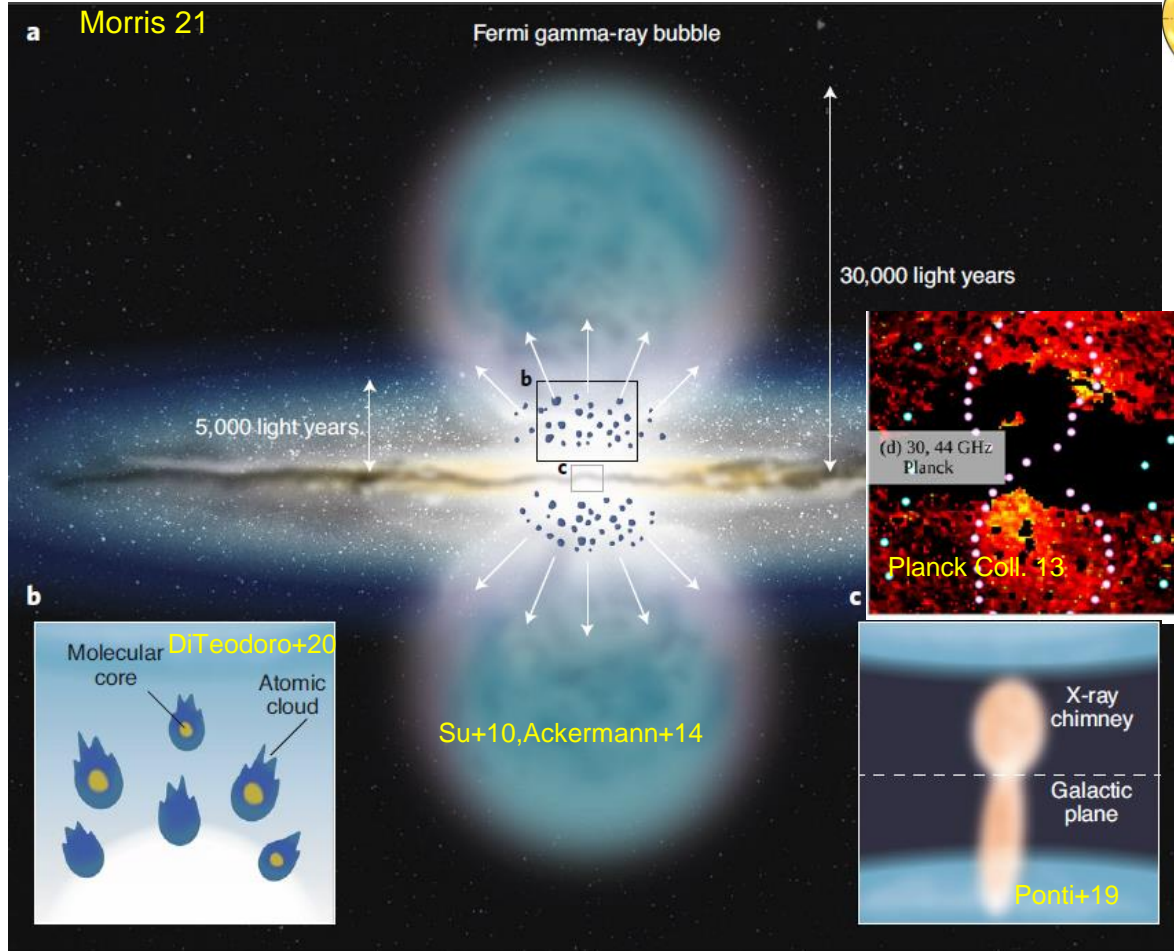 a
Morris 21
Fermi gamma-ray bubble
30,000 light years
b
5,000 light years
c
(d) 30, 44 GHz
Planck
Planck Coll. 13
b
DiTeodoro+20
Molecular
core
Atomic
cloud
Su+10,Ackermann+14
c
X-ray
chimney
Galactic
plane
Ponti+19